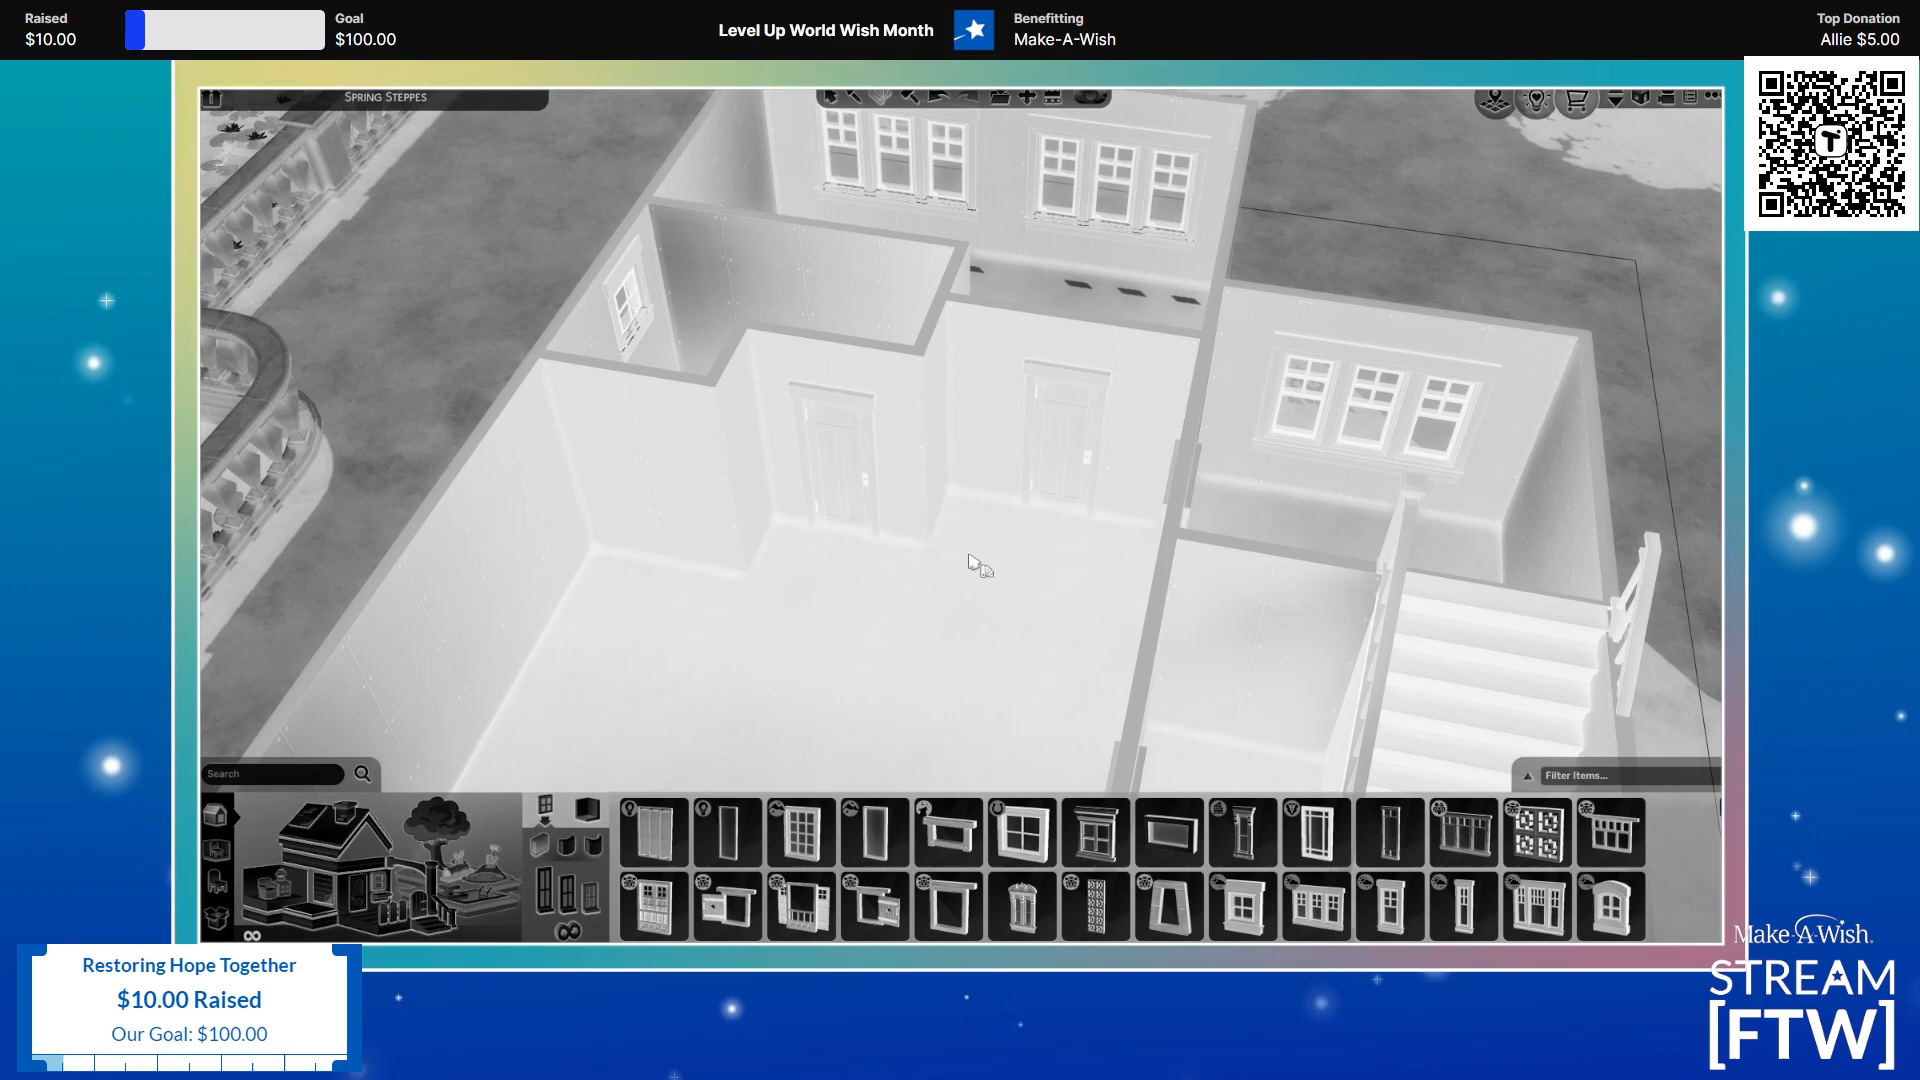 Raised
$10.00
Goal
$100.00
Level Up World Wish Month
Benefitting
Make-A-Wish
Top Donation
Allie $5.00
SPRING STEPPES
T
Search
Filter Items...
Restoring Hope Together
$10.00 Raised
Our Goal: $100.00
Make-A-Wish.
STREAM
[FTW]